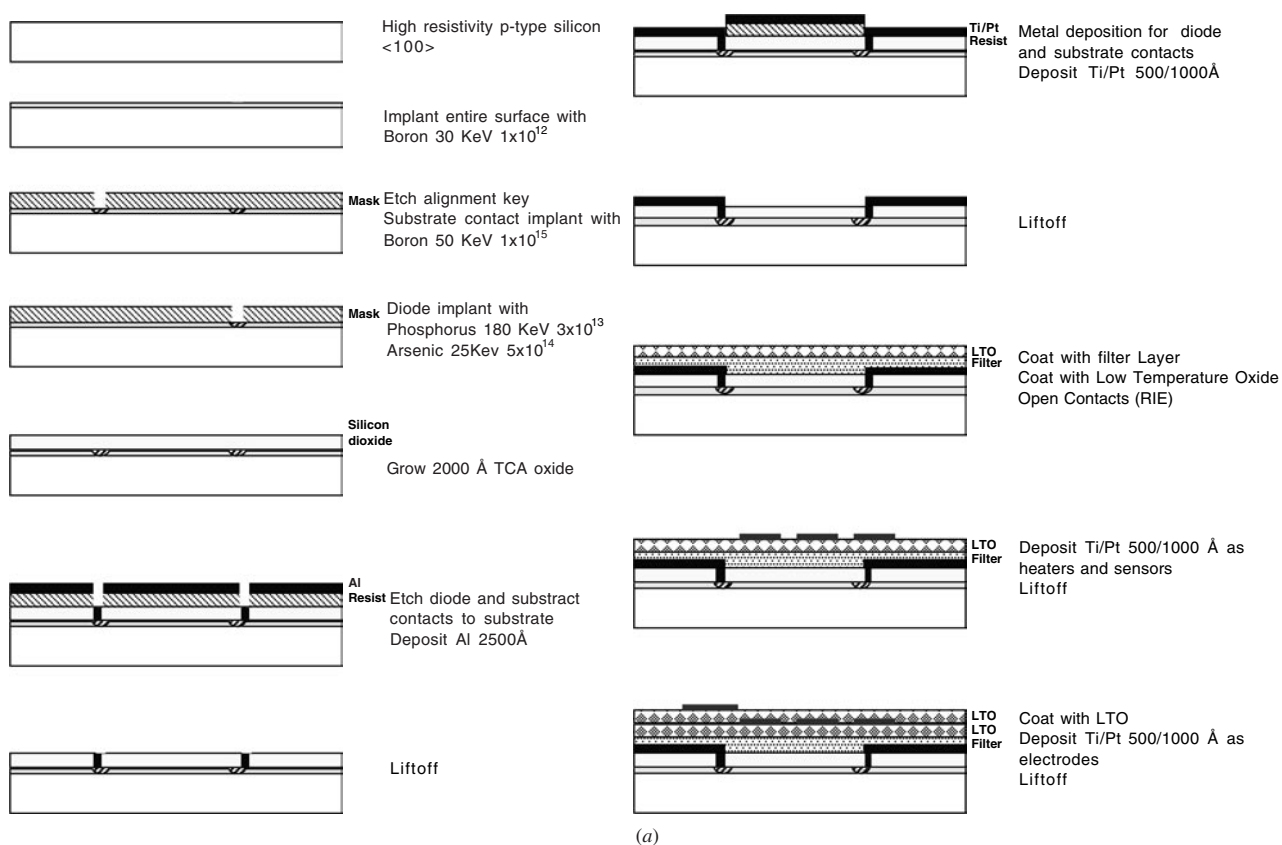 High resistivity p-type silicon
<100>
Implant entire surface with
Boron 30 KeV 1x10¹²
Mask
Etch alignment key
Substrate contact implant with
Boron 50 KeV 1x10¹⁵
Mask
Diode implant with
Phosphorus 180 KeV 3x10¹³
Arsenic 25Kev 5x10¹⁴
Silicon
dioxide
Grow 2000 Å TCA oxide
Al
Resist
Etch diode and substract
contacts to substrate
Deposit Al 2500Å
Liftoff
Ti/Pt
Resist
Metal deposition for diode
and substrate contacts
Deposit Ti/Pt 500/1000Å
Liftoff
LTO
Filter
Coat with filter Layer
Coat with Low Temperature Oxide
Open Contacts (RIE)
LTO
Filter
Deposit Ti/Pt 500/1000 Å as
heaters and sensors
Liftoff
LTO
LTO
Filter
Coat with LTO
Deposit Ti/Pt 500/1000 Å as
electrodes
Liftoff
(a)